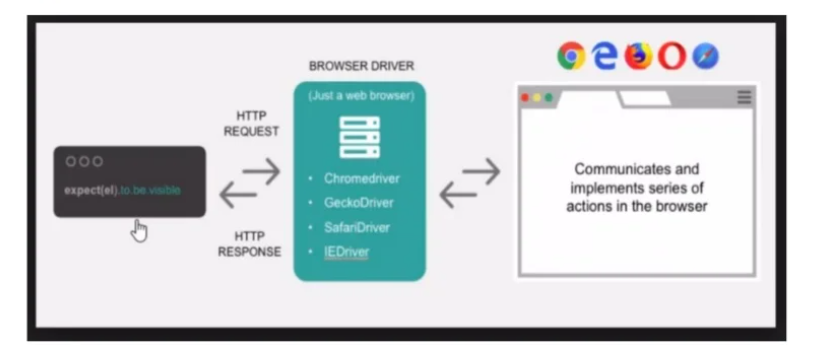 BROWSER DRIVER
(Just a web browser)
HTTP
REQUEST
expect(el).to.be.visible
HTTP
RESPONSE
• Chromedriver
• GeckoDriver
• SafariDriver
• IEDriver
Communicates and
implements series of
actions in the browser